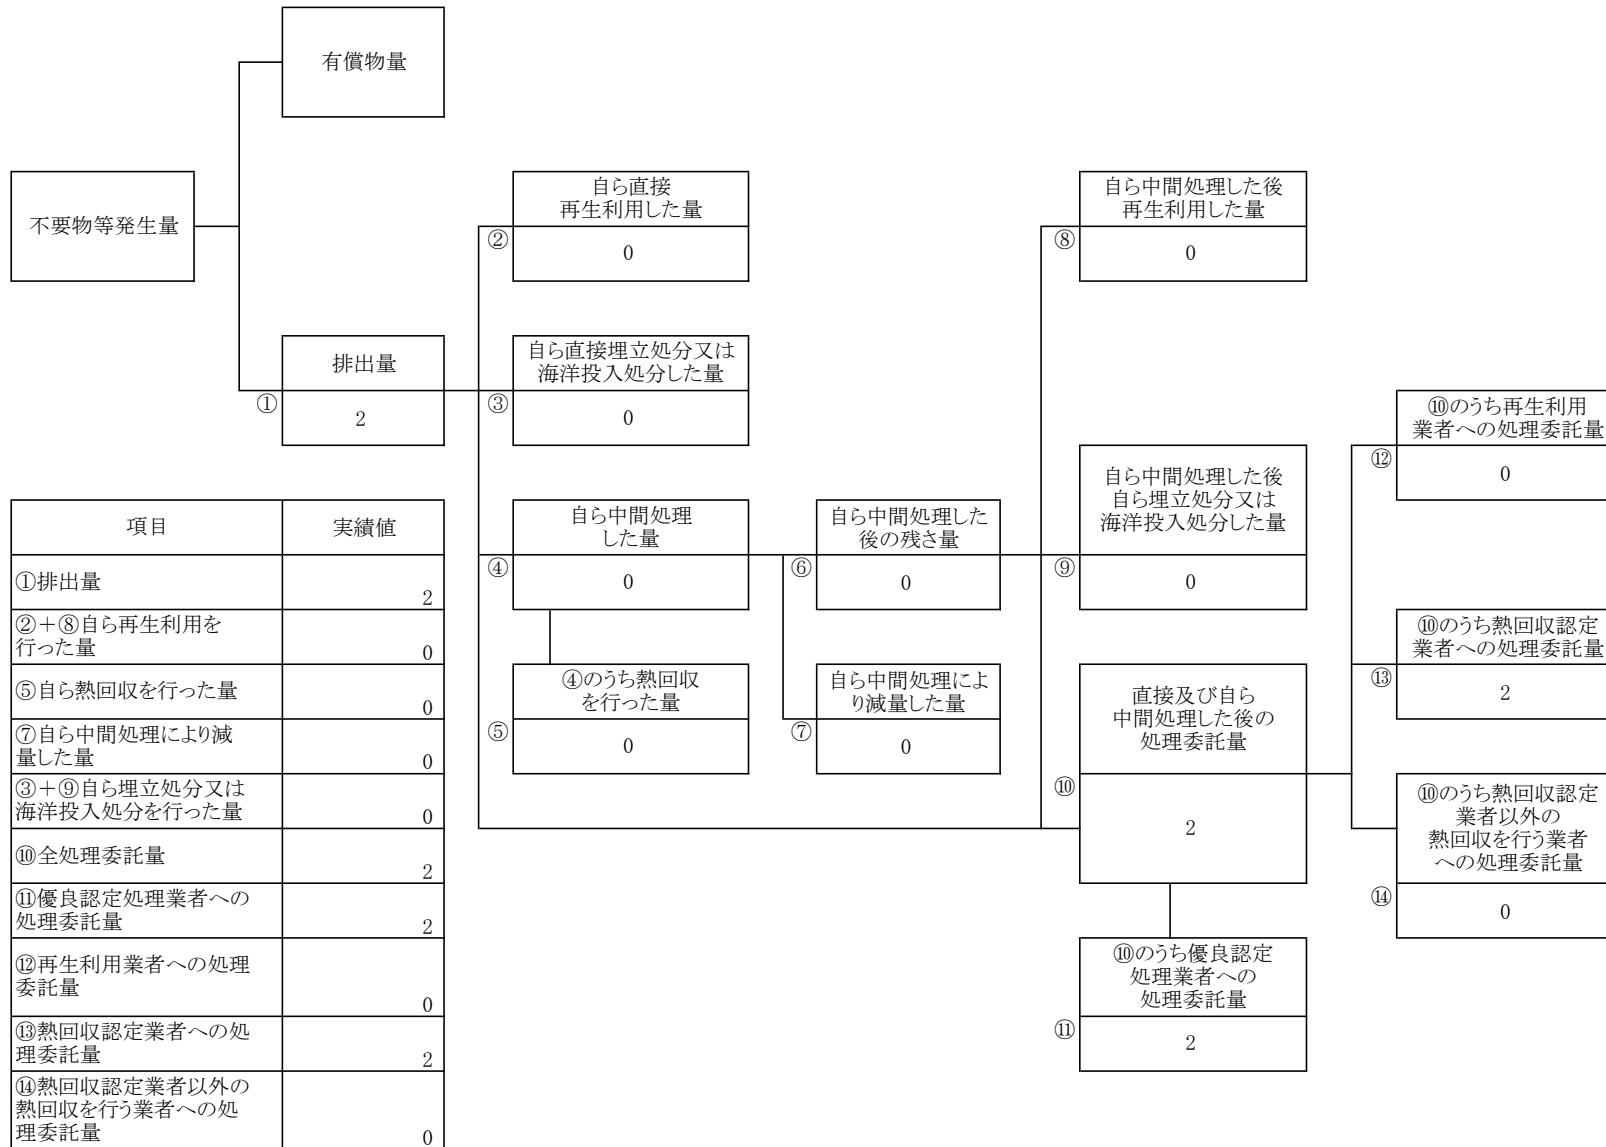 有償物量
不要物等発生量
自ら直接
再生利用した量
②
0
自ら中間処理した後
再生利用した量
⑧
0
排出量
①
2
自ら直接埋立処分又は
海洋投入処分した量
③
0
⑩のうち再生利用
業者への処理委託量
⑫
0
自ら中間処理
した量
④
0
自ら中間処理した
後の残さ量
⑥
0
自ら中間処理した後
自ら埋立処分又は
海洋投入処分した量
⑨
0
⑩のうち熱回収認定
業者への処理委託量
⑬
2
④のうち熱回収
を行った量
⑤
0
自ら中間処理によ
り減量した量
⑦
0
直接及び自ら
中間処理した後の
処理委託量
⑩
2
⑩のうち熱回収認定
業者以外の
熱回収を行う業者
への処理委託量
⑭
0
⑩のうち優良認定
処理業者への
処理委託量
⑪
2
項目 実績値
①排出量
2
②+⑧自ら再生利用を
行った量
0
⑤自ら熱回収を行った量
0
⑦自ら中間処理により減
量した量
0
③+⑨自ら埋立処分又は
海洋投入処分を行った量
0
⑩全処理委託量
2
⑪優良認定処理業者への
処理委託量
2
⑫再生利用業者への処理
委託量
0
⑬熱回収認定業者への処
理委託量
2
⑭熱回収認定業者以外の
熱回収を行う業者への処
理委託量
0